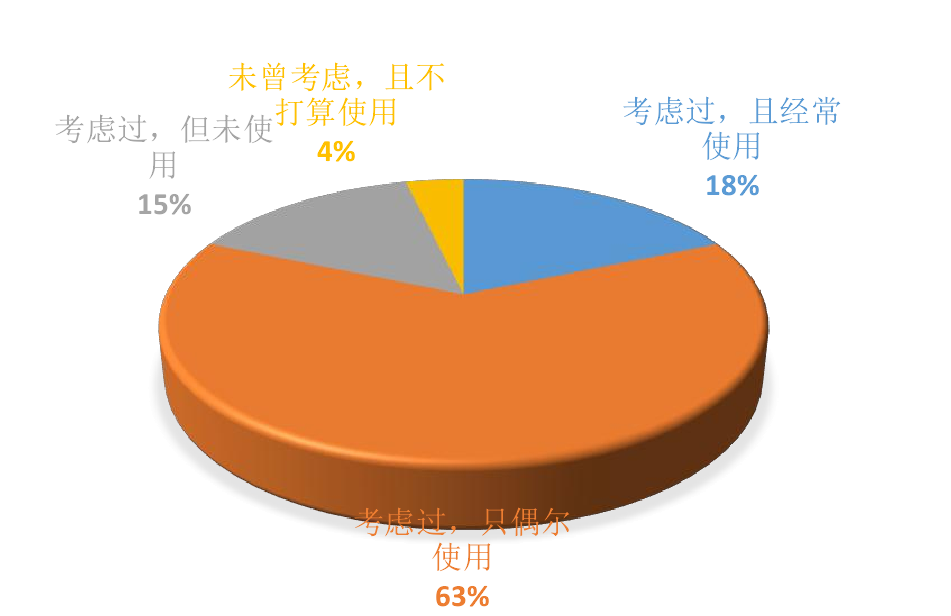 未曾考虑，且不
打算使用
4%
考虑过，且经常
使用
18%
考虑过，但未使
用
15%
考虑过，只偶尔
使用
63%